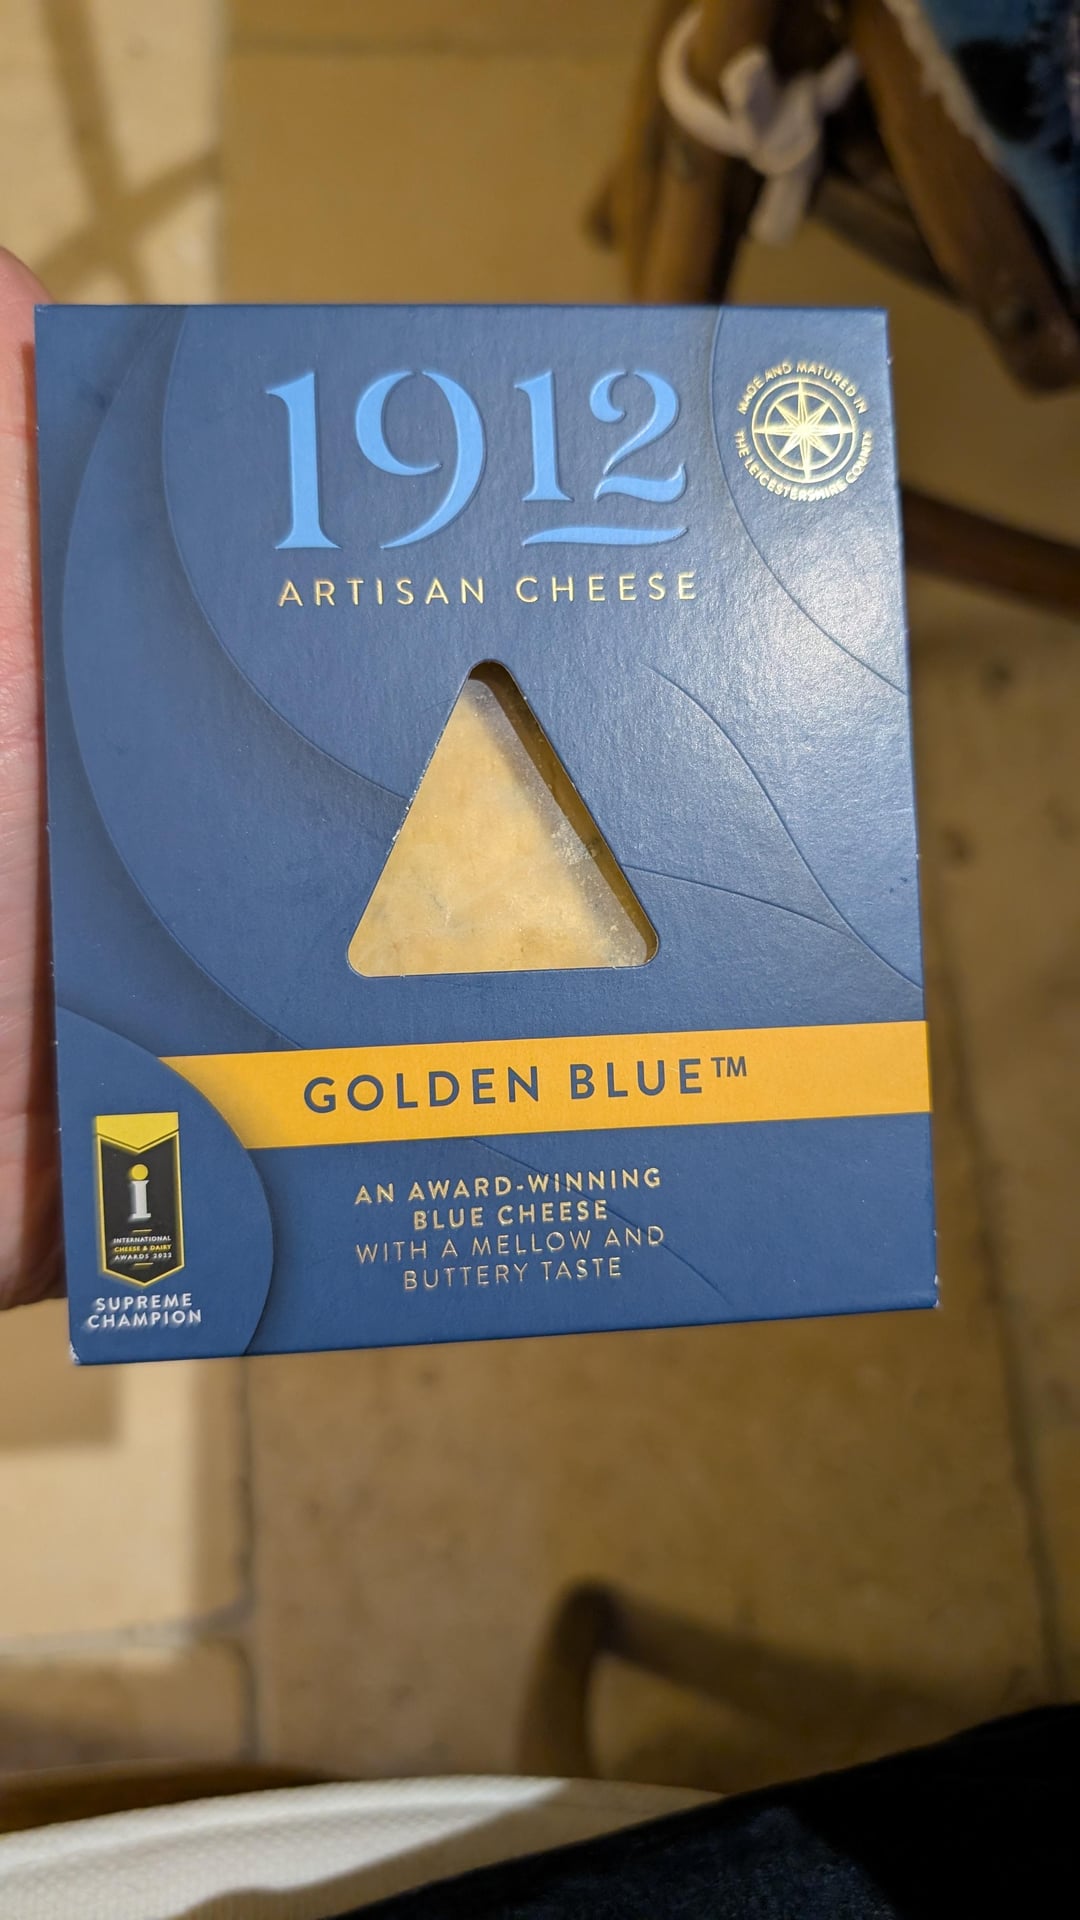 1912
ARTISAN CHEESE
MADE AND MATURED IN
THE LEICESTERSHIRE COUNTY
GOLDEN BLUE™
AN AWARD-WINNING
BLUE CHEESE
WITH A MELLOW AND
BUTTERY TASTE
i
INTERNATIONAL
CHEESE & DAIRY
AWARDS 2022
SUPREME
CHAMPION